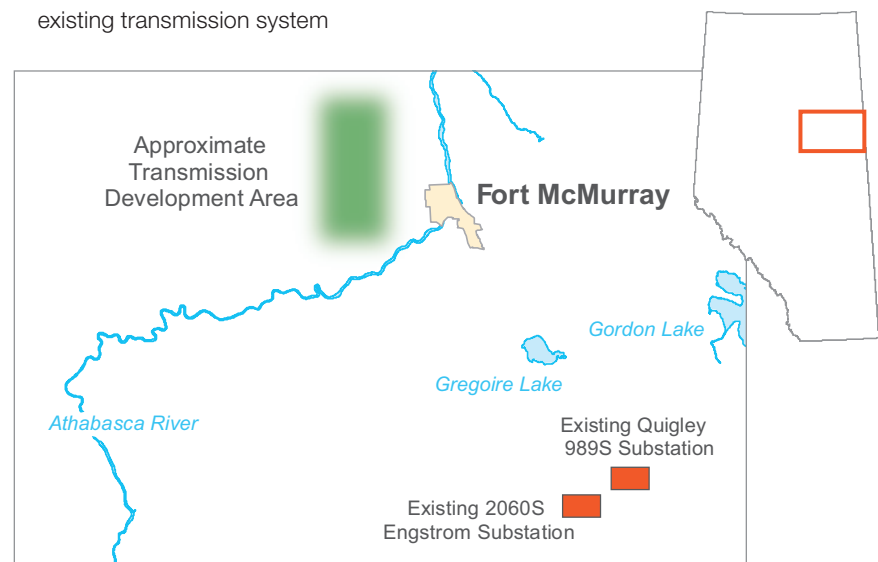 existing transmission system
Approximate
Transmission
Development Area
Fort McMurray
Gordon Lake
Gregoire Lake
Athabasca River
Existing Quigley
989S Substation
Existing 2060S
Engstrom Substation